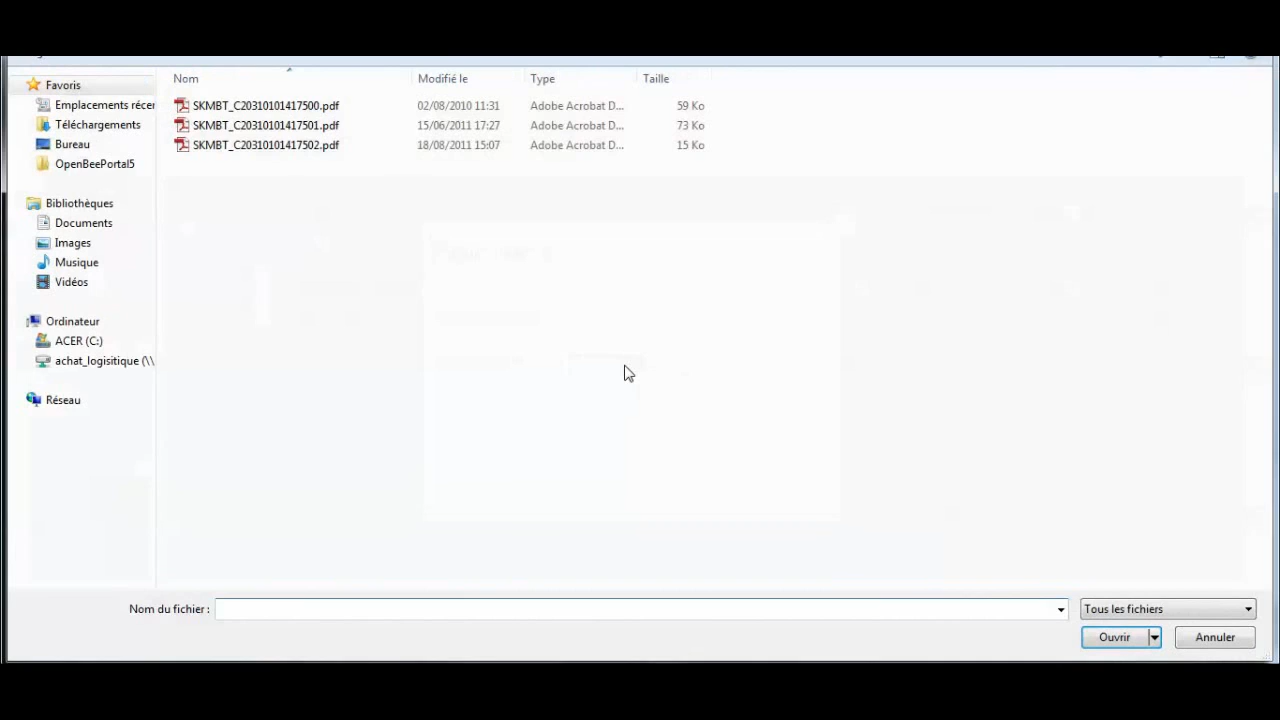 Nom Modifié le Type Taille
Favoris
Emplacements récer
Téléchargements
Bureau
OpenBeePortal5
Bibliothèques
Documents
Images
Musique
Vidéos
Ordinateur
ACER (C:)
achat_logisitique (\\
Réseau
SKMBT_C20310101417500.pdf 02/08/2010 11:31 Adobe Acrobat D... 59 Ko
SKMBT_C20310101417501.pdf 15/06/2011 17:27 Adobe Acrobat D... 73 Ko
SKMBT_C20310101417502.pdf 18/08/2011 15:07 Adobe Acrobat D... 15 Ko
Nom du fichier : Tous les fichiers
Ouvrir Annuler